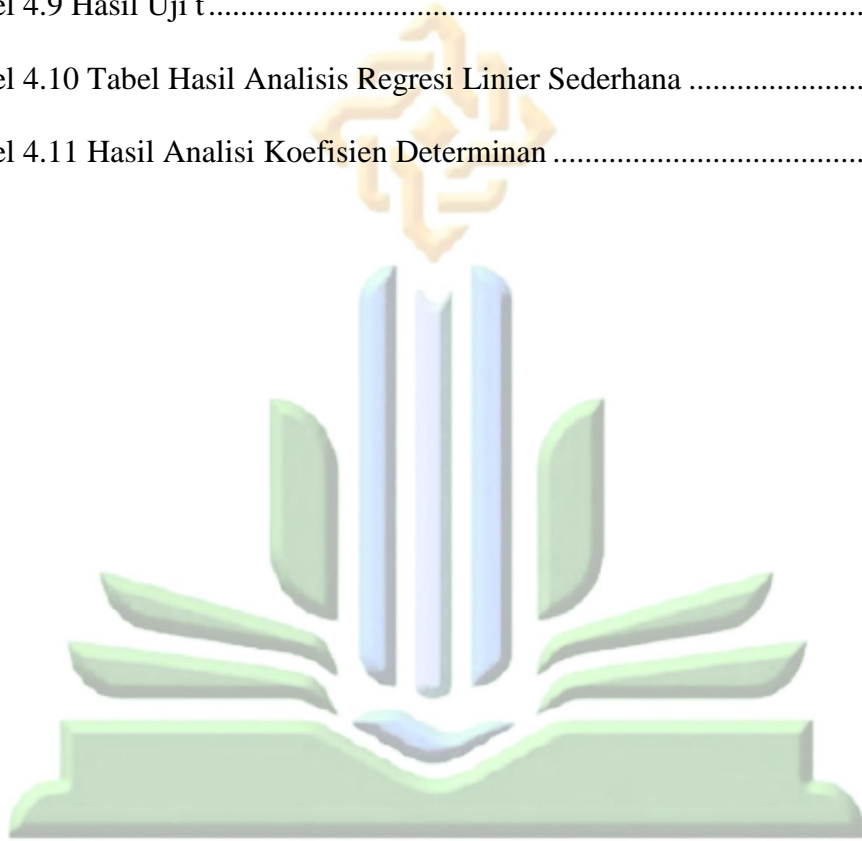 el 4.9 Hasil Uji t....................................................................................
el 4.10 Tabel Hasil Analisis Regresi Linier Sederhana ......................
el 4.11 Hasil Analisi Koefisien Determinan .......................................